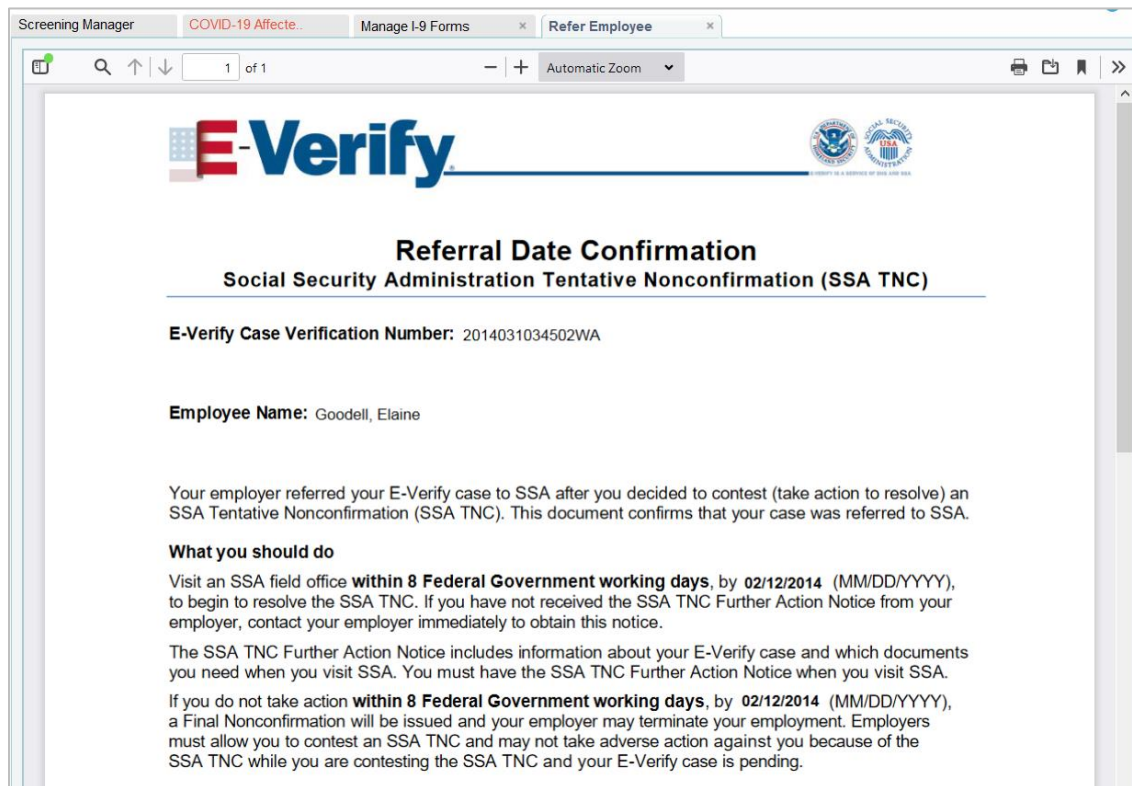 Screening Manager COVID-19 Affecte.. Manage I-9 Forms × Refer Employee ×
1 of 1 Automatic Zoom
E-Verify
E-VERIFY IS A SERVICE OF DHS AND SSA
Referral Date Confirmation
Social Security Administration Tentative Nonconfirmation (SSA TNC)
E-Verify Case Verification Number: 2014031034502WA
Employee Name: Goodell, Elaine
Your employer referred your E-Verify case to SSA after you decided to contest (take action to resolve) an
SSA Tentative Nonconfirmation (SSA TNC). This document confirms that your case was referred to SSA.
What you should do
Visit an SSA field office within 8 Federal Government working days, by 02/12/2014 (MM/DD/YYYY),
to begin to resolve the SSA TNC. If you have not received the SSA TNC Further Action Notice from your
employer, contact your employer immediately to obtain this notice.
The SSA TNC Further Action Notice includes information about your E-Verify case and which documents
you need when you visit SSA. You must have the SSA TNC Further Action Notice when you visit SSA.
If you do not take action within 8 Federal Government working days, by 02/12/2014 (MM/DD/YYYY),
a Final Nonconfirmation will be issued and your employer may terminate your employment. Employers
must allow you to contest an SSA TNC and may not take adverse action against you because of the
SSA TNC while you are contesting the SSA TNC and your E-Verify case is pending.